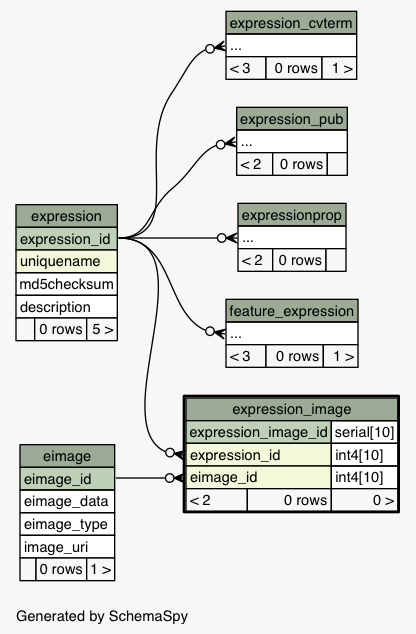 expression_cvterm
...
< 3 0 rows 1 >
expression_pub
...
< 2 0 rows
expressionprop
...
< 2 0 rows
expression
expression_id
uniquename
md5checksum
description
0 rows 5 >
feature_expression
...
< 3 0 rows 1 >
expression_image
expression_image_id serial[10]
expression_id int4[10]
eimage_id int4[10]
< 2 0 rows 0 >
eimage
eimage_id
eimage_data
eimage_type
image_uri
0 rows 1 >
Generated by SchemaSpy